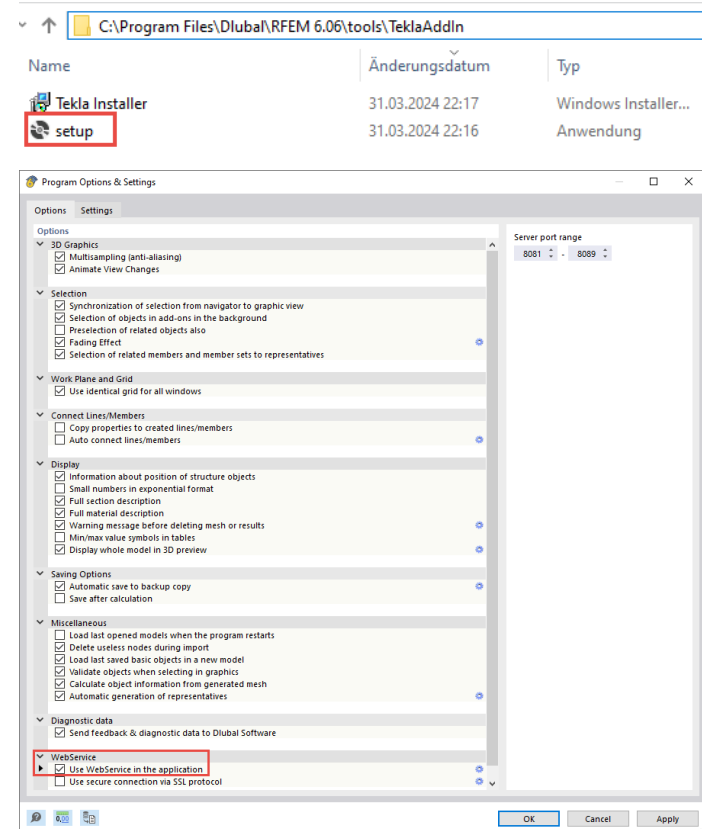 C:\Program Files\Dlubal\RFEM 6.06\tools\TeklaAddIn
Name Änderungsdatum Typ
Tekla Installer 31.03.2024 22:17 Windows Installer...
setup 31.03.2024 22:16 Anwendung
Program Options & Settings
Options Settings
Options
3D Graphics
Multisampling (anti-aliasing)
Animate View Changes
Selection
Synchronization of selection from navigator to graphic view
Selection of objects in add-ons in the background
Preselection of related objects also
Fading Effect
Selection of related members and member sets to representatives
Work Plane and Grid
Use identical grid for all windows
Connect Lines/Members
Copy properties to created lines/members
Auto connect lines/members
Display
Information about position of structure objects
Small numbers in exponential format
Full section description
Full material description
Warning message before deleting mesh or results
Min/max value symbols in tables
Display whole model in 3D preview
Saving Options
Automatic save to backup copy
Save after calculation
Miscellaneous
Load last opened models when the program restarts
Delete useless nodes during import
Load last saved basic objects in a new model
Validate objects when selecting in graphics
Calculate object information from generated mesh
Automatic generation of representatives
Diagnostic data
Send feedback & diagnostic data to Dlubal Software
WebService
Use WebService in the application
Use secure connection via SSL protocol
Server port range
8081 - 8089
0,00
OK Cancel Apply